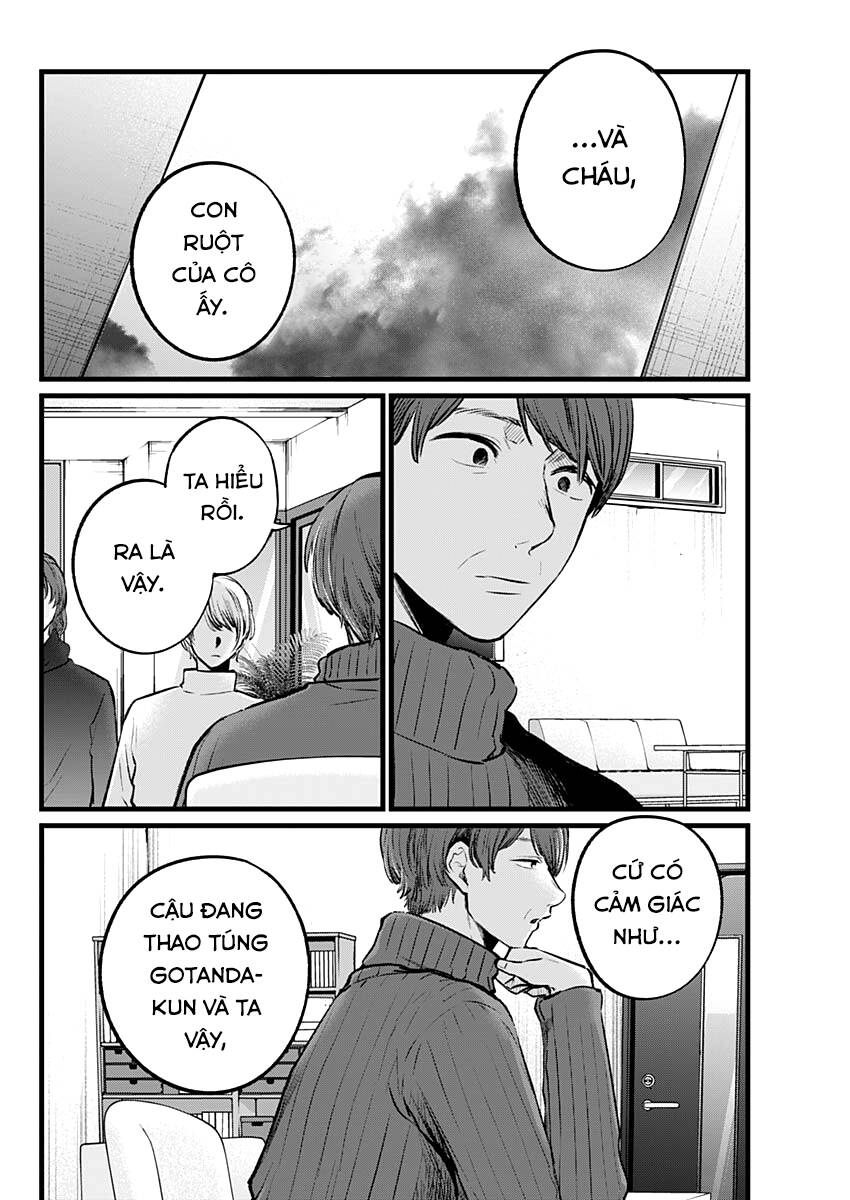 ...VÀ
CHÁU,
CON
RUỘT
CỦA CÔ
ẤY.
TA HIỂU
RỒI.
RA LÀ
VẬY.
CỨ CÓ
CẢM GIÁC
NHƯ...
CẬU ĐANG
THAO TÚNG
GOTANDA-
KUN VÀ TA
VẬY,